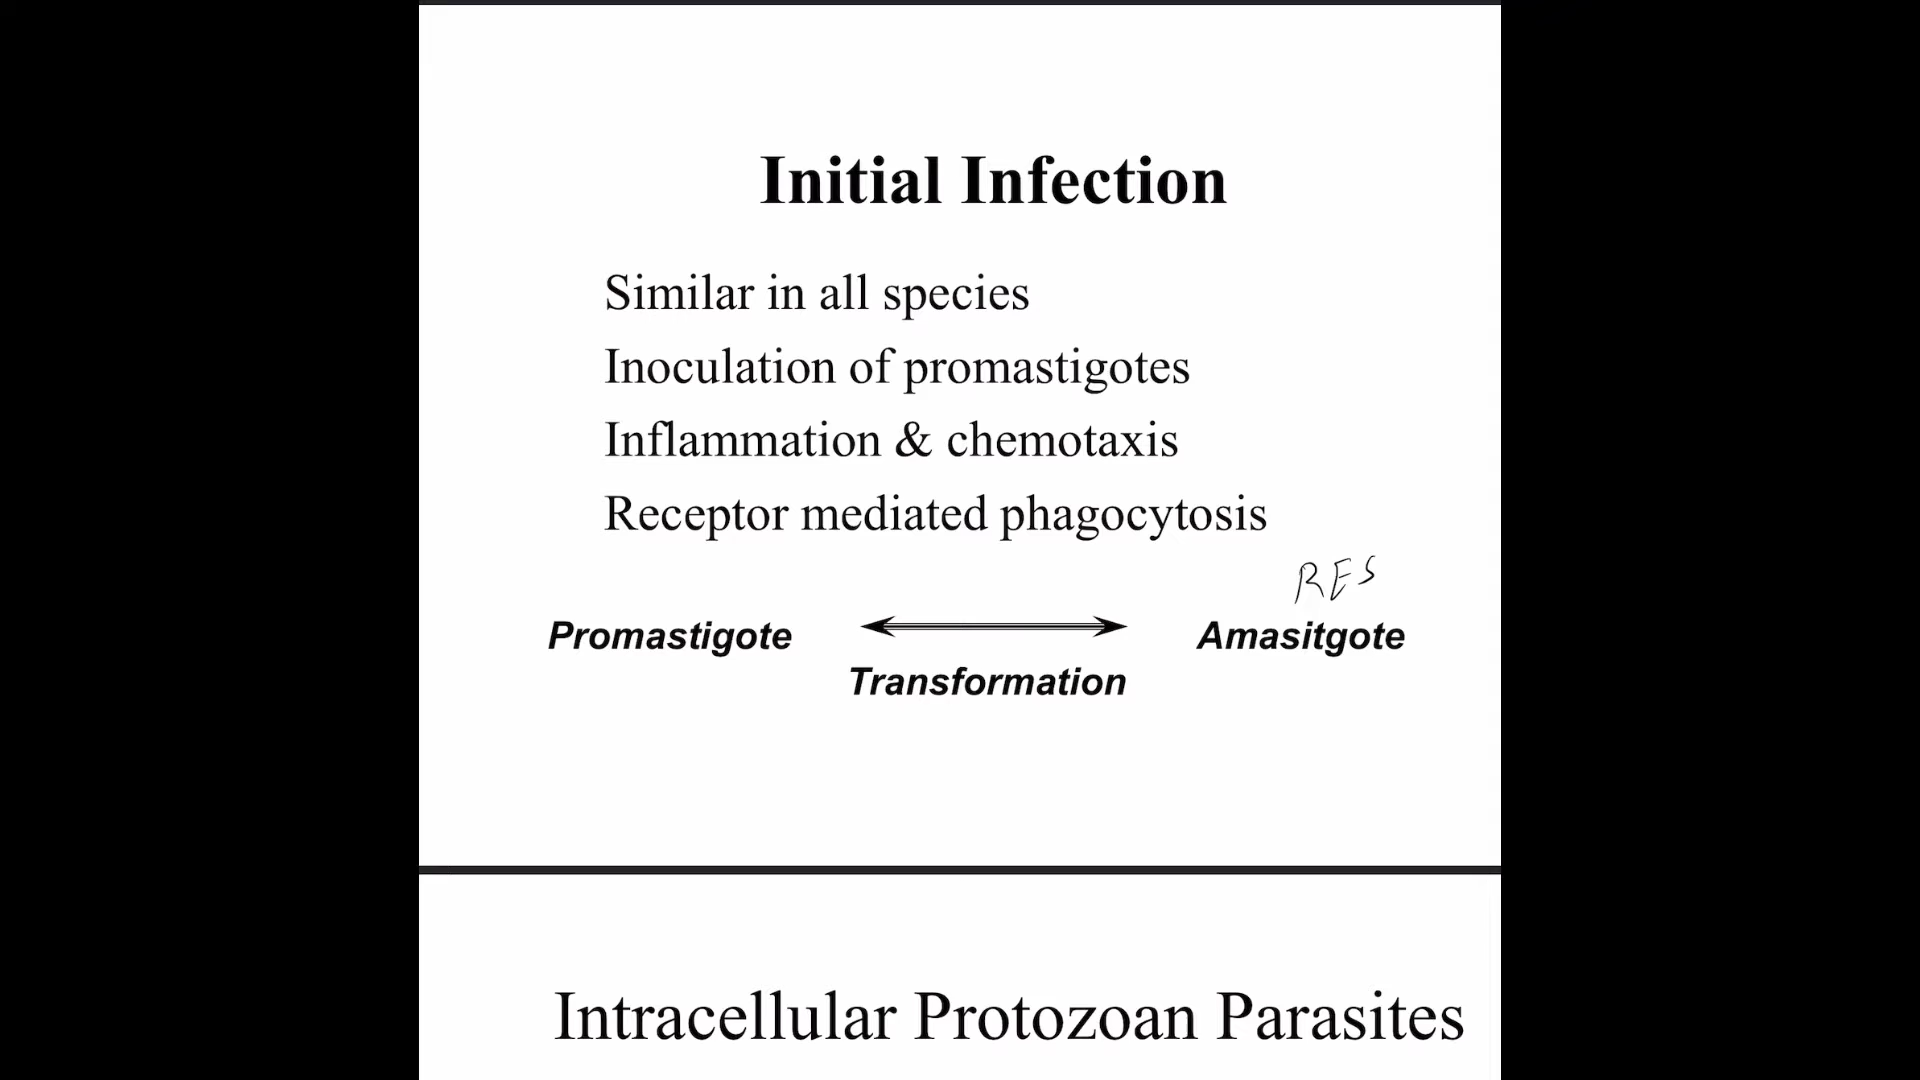 Initial Infection
Similar in all species
Inoculation of promastigotes
Inflammation & chemotaxis
Receptor mediated phagocytosis
RES
Promastigote Amasitgote
Transformation
Intracellular Protozoan Parasites